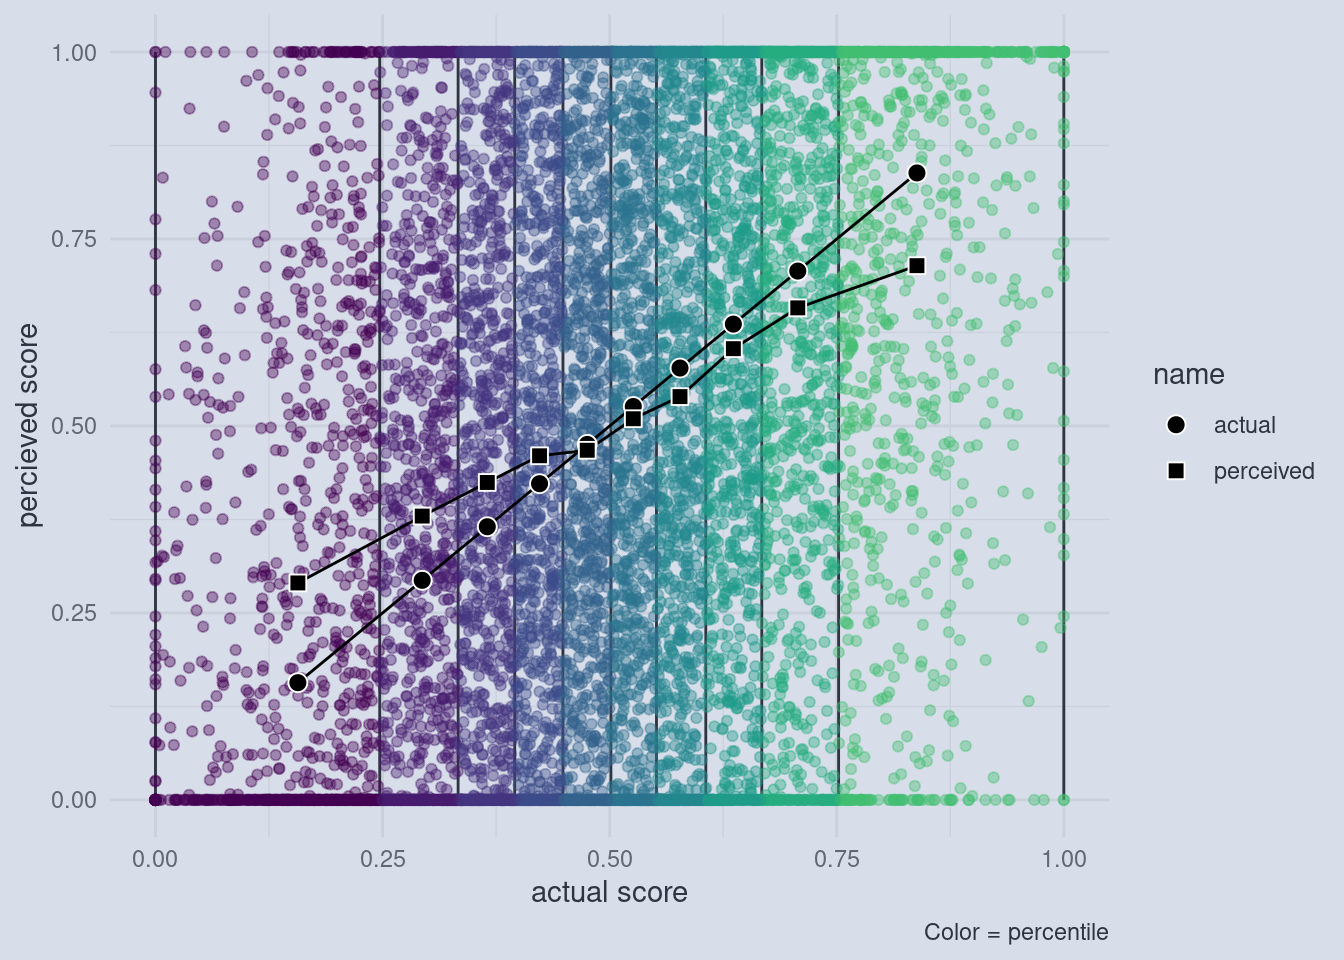 1.00
0.75
0.50
0.25
0.00
percieved score
0.00 0.25 0.50 0.75 1.00
actual score
name
actual
perceived
Color = percentile